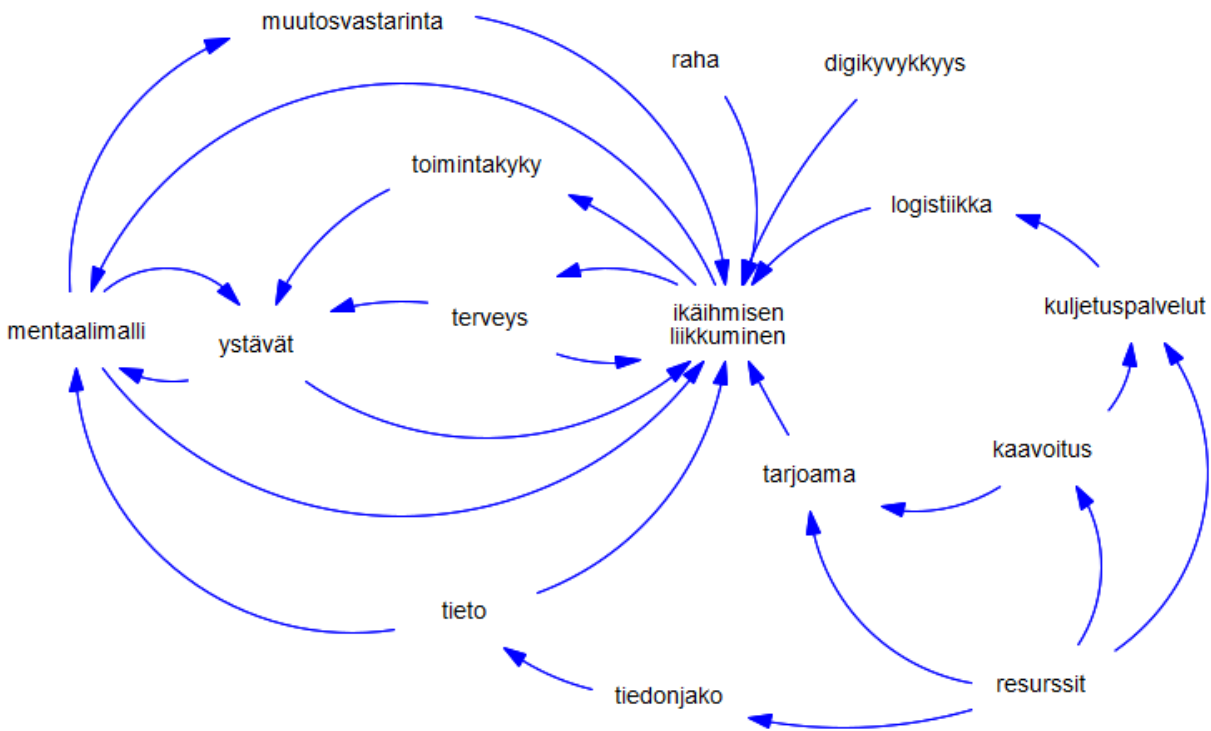 muutosvastarinta
raha
digikyvykkyys
toimintakyky
logistiikka
mentaalimalli
ystävät
terveys
ikäihmisen
liikkuminen
kuljetuspalvelut
kaavoitus
tarjoama
tieto
tiedonjako
resurssit